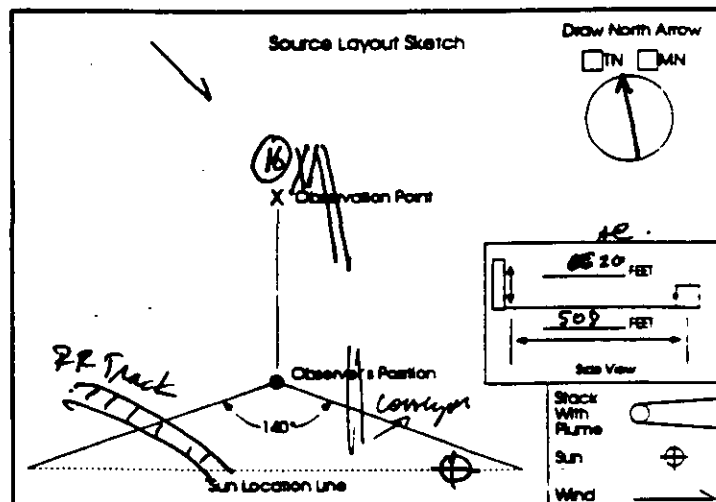 Source Layout Sketch
Draw North Arrow
TN MN
16
X Observation Point
20 FEET
508 FEET
Side View
RR Track
Observer's Position
140°
Conveyor
Sun Location Line
Stack
With
Plume
Sun
Wind